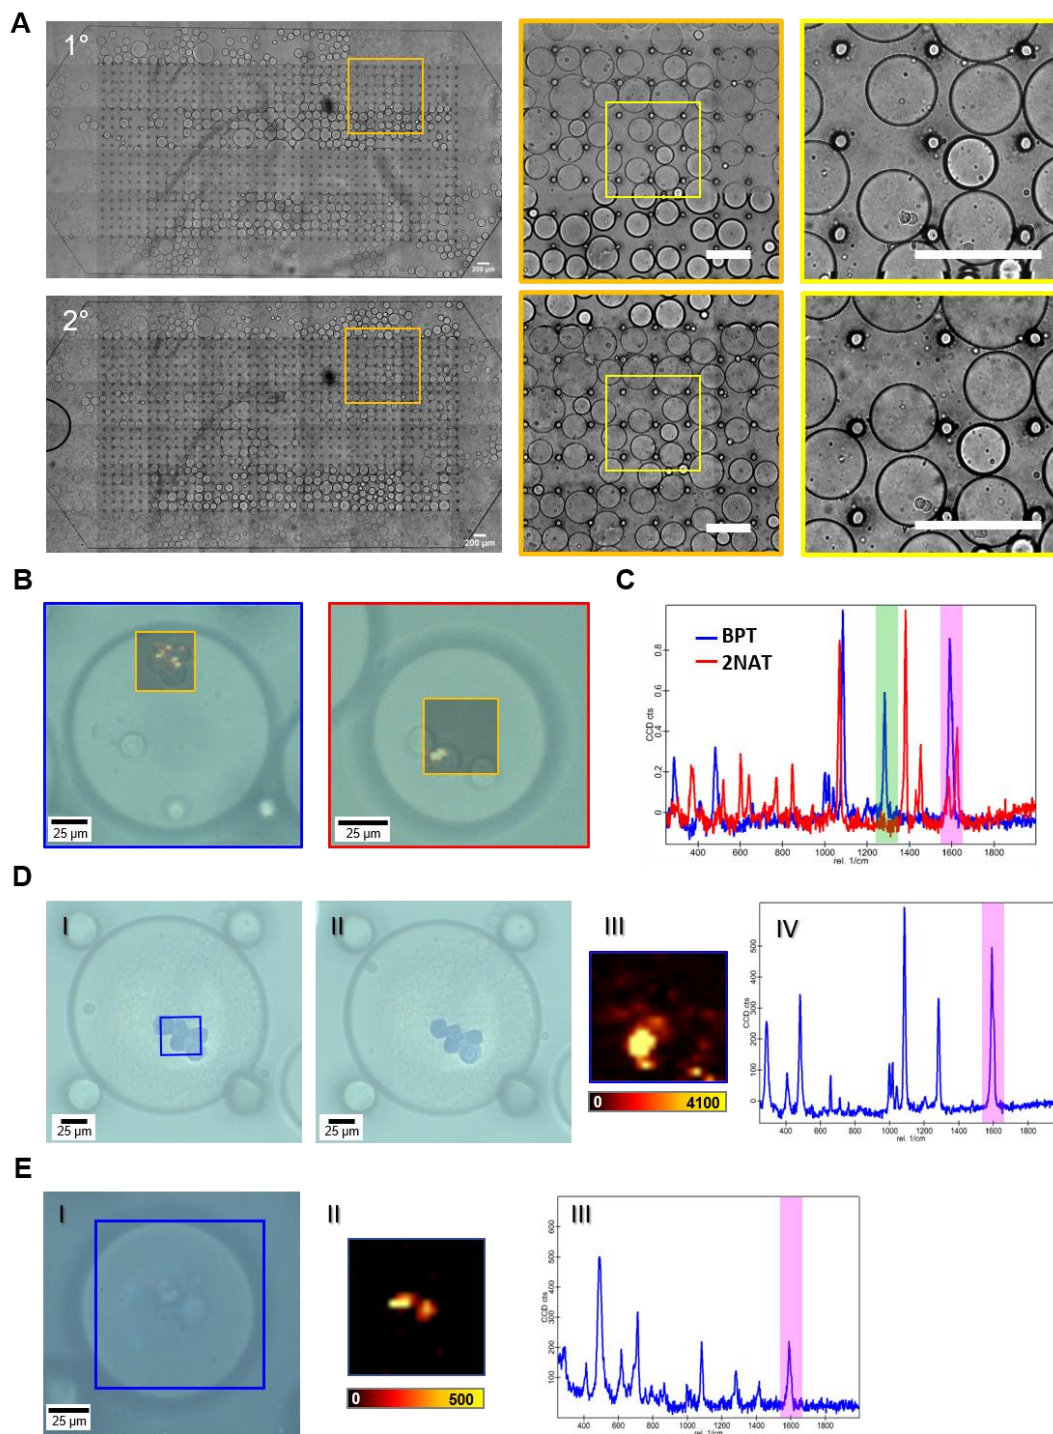 A
1°
200 µm
2°
200 µm
B
25 µm
25 µm
C
BPT
2NAT
CCD cts
0 0.2 0.4 0.6 0.8
400 600 800 1000 1200 1400 1600 1800
rel. 1/cm
D
I
25 µm
II
25 µm
III
0 4100
IV
CCD cts
0 100 200 300 400 500
400 600 800 1000 1200 1400 1600 1800
rel. 1/cm
E
I
25 µm
II
0 500
III
CCD cts
100 200 300 400 500 600
400 600 800 1000 1200 1400 1600 1800
rel. 1/cm